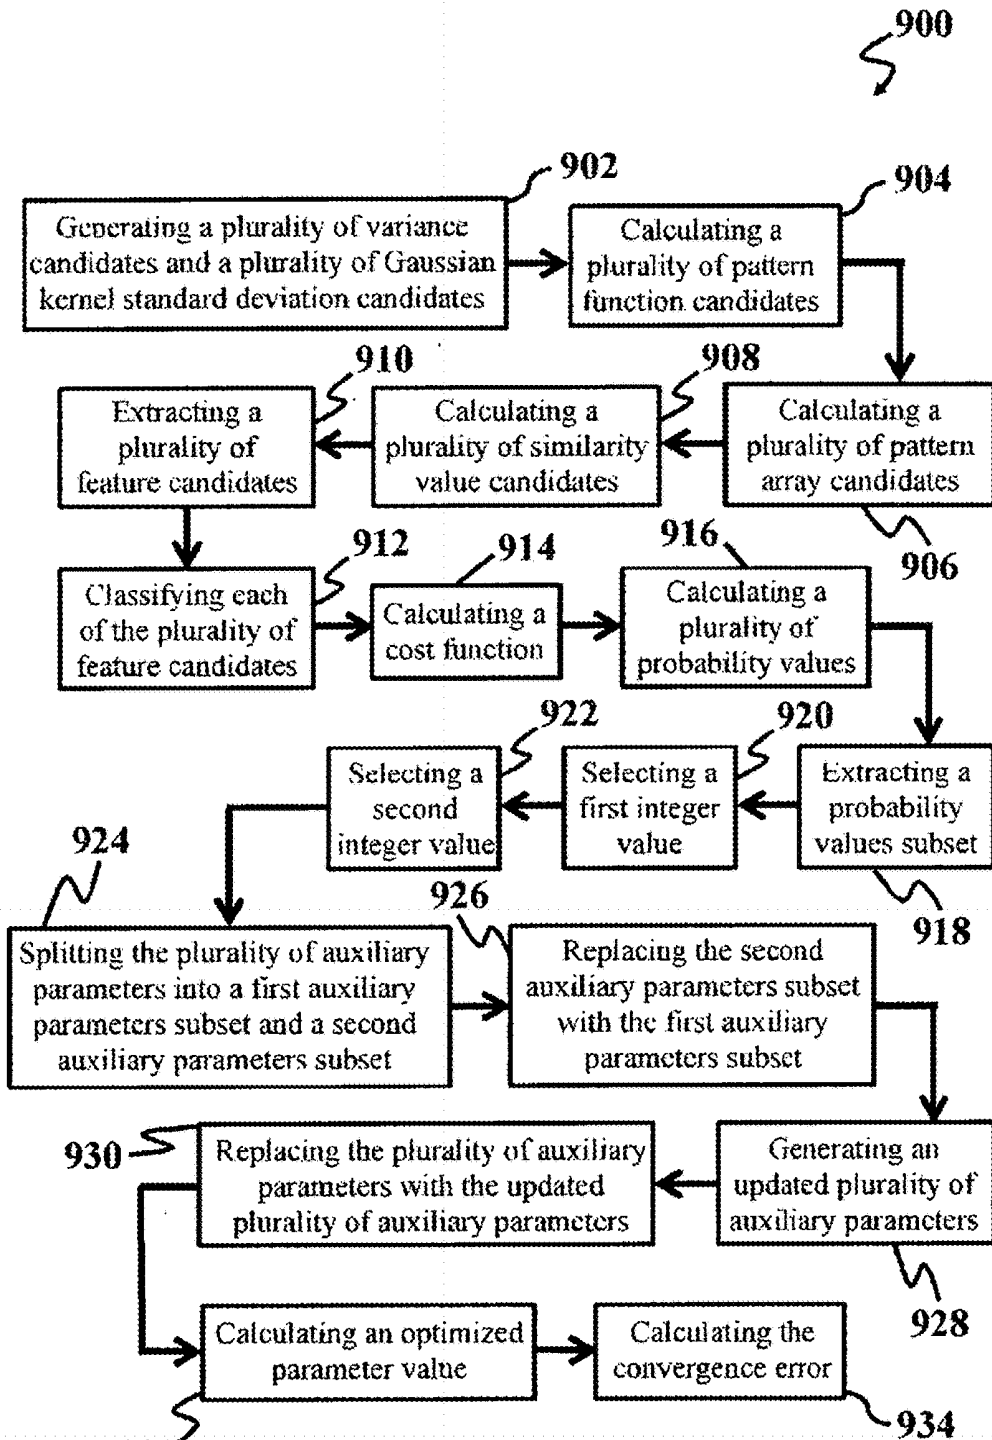 900
902
Generating a plurality of variance
candidates and a plurality of Gaussian
kernel standard deviation candidates
904
Calculating a
plurality of pattern
function candidates
906
Calculating a
plurality of pattern
array candidates
908
Calculating a
plurality of similarity
value candidates
910
Extracting a
plurality of
feature candidates
912
Classifying each
of the plurality of
feature candidates
914
Calculating a
cost function
916
Calculating a
plurality of
probability values
918
Extracting a
probability
values subset
920
Selecting a
first integer
value
922
Selecting a
second
integer value
924
Splitting the plurality of auxiliary
parameters into a first auxiliary
parameters subset and a second
auxiliary parameters subset
926
Replacing the second
auxiliary parameters subset
with the first auxiliary
parameters subset
928
Generating an
updated plurality of
auxiliary parameters
930
Replacing the plurality of auxiliary
parameters with the updated
plurality of auxiliary parameters
Calculating an optimized
parameter value
Calculating the
convergence error
934